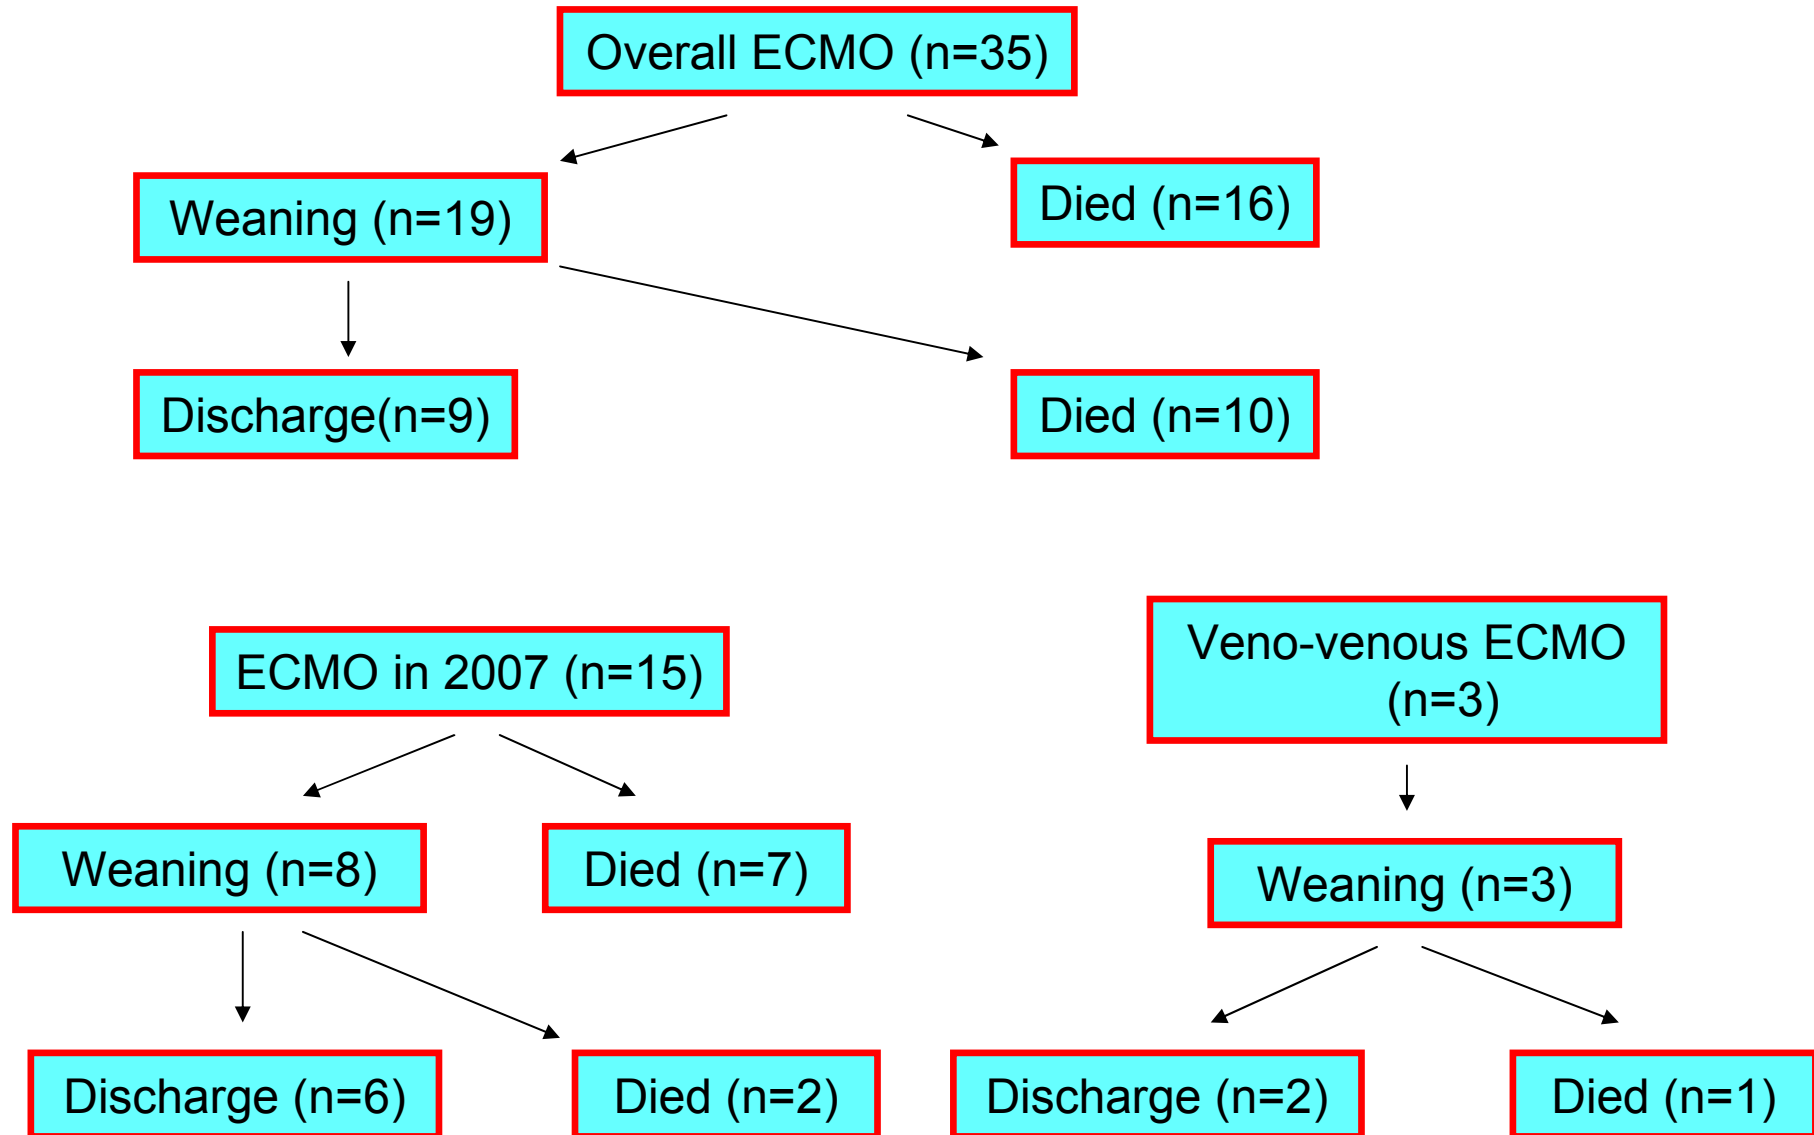 Overall ECMO (n=35)
Weaning (n=19)
Died (n=16)
Discharge(n=9)
Died (n=10)
ECMO in 2007 (n=15)
Weaning (n=8)
Died (n=7)
Discharge (n=6)
Died (n=2)
Veno-venous ECMO
(n=3)
Weaning (n=3)
Discharge (n=2)
Died (n=1)